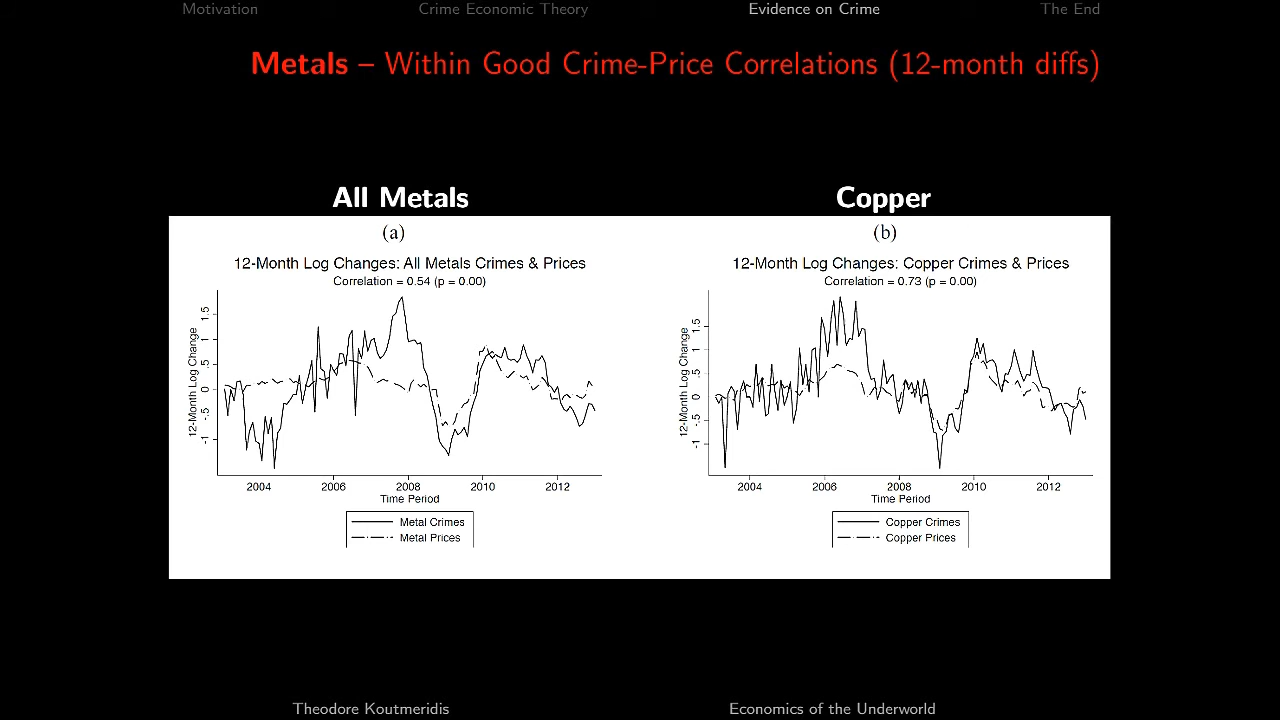 Motivation Crime Economic Theory Evidence on Crime The End
Metals – Within Good Crime-Price Correlations (12-month diffs)
All Metals
(a)
12-Month Log Changes: All Metals Crimes & Prices
Correlation = 0.54 (p = 0.00)
12-Month Log Change
1.5
1
.5
0
-.5
-1
2004 2006 2008 2010 2012
Time Period
Metal Crimes
Metal Prices
Copper
(b)
12-Month Log Changes: Copper Crimes & Prices
Correlation = 0.73 (p = 0.00)
12-Month Log Change
1.5
1
.5
0
-.5
-1
2004 2006 2008 2010 2012
Time Period
Copper Crimes
Copper Prices
Theodore Koutmeridis Economics of the Underworld